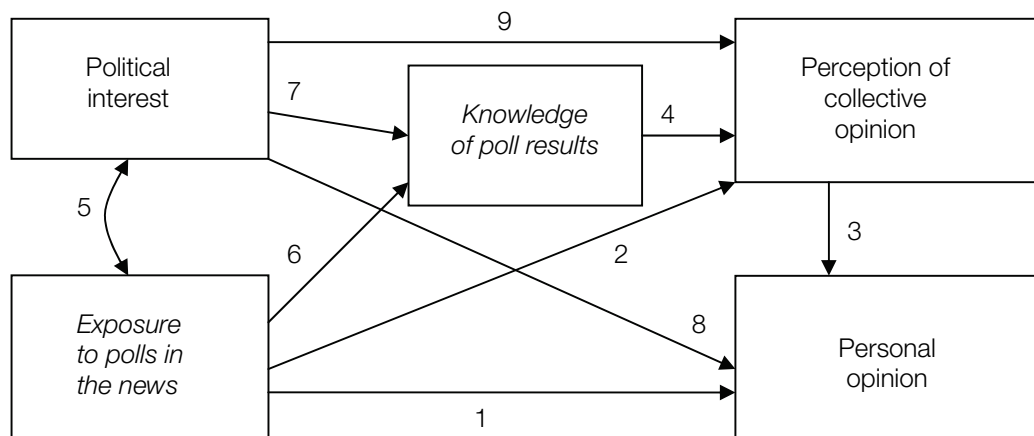 9
Political
interest
7
Knowledge
of poll results
4
Perception of
collective
opinion
5
6
2
3
Exposure
to polls in
the news
8
Personal
opinion
1